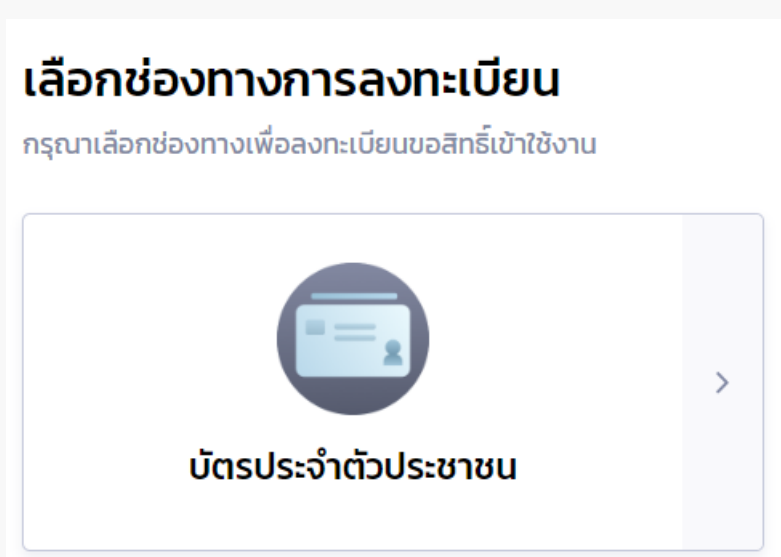 เลือกช่องทางการลงทะเบียน
กรุณาเลือกช่องทางเพื่อลงทะเบียนขอสิทธิ์เข้าใช้งาน
บัตรประจำตัวประชาชน